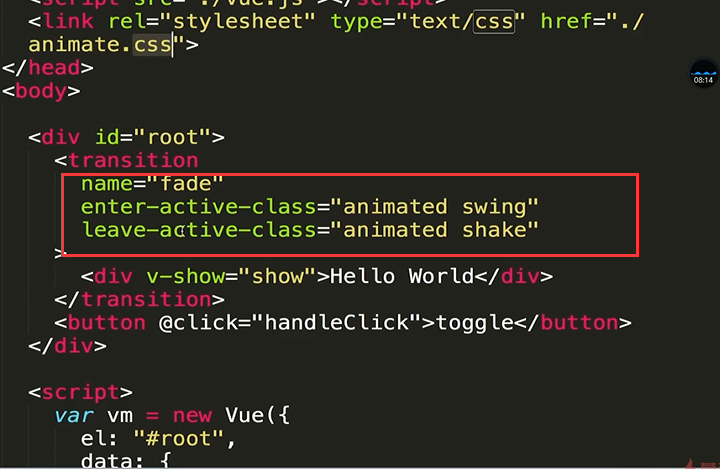 <script src="./vue.js"></script>
<link rel="stylesheet" type="text/css" href="./
animate.css">
</head>
<body>
<div id="root">
<transition
name="fade"
enter-active-class="animated swing"
leave-active-class="animated shake"
>
<div v-show="show">Hello World</div>
</transition>
<button @click="handleClick">toggle</button>
</div>
<script>
var vm = new Vue({
el: "#root",
data: {
08:14